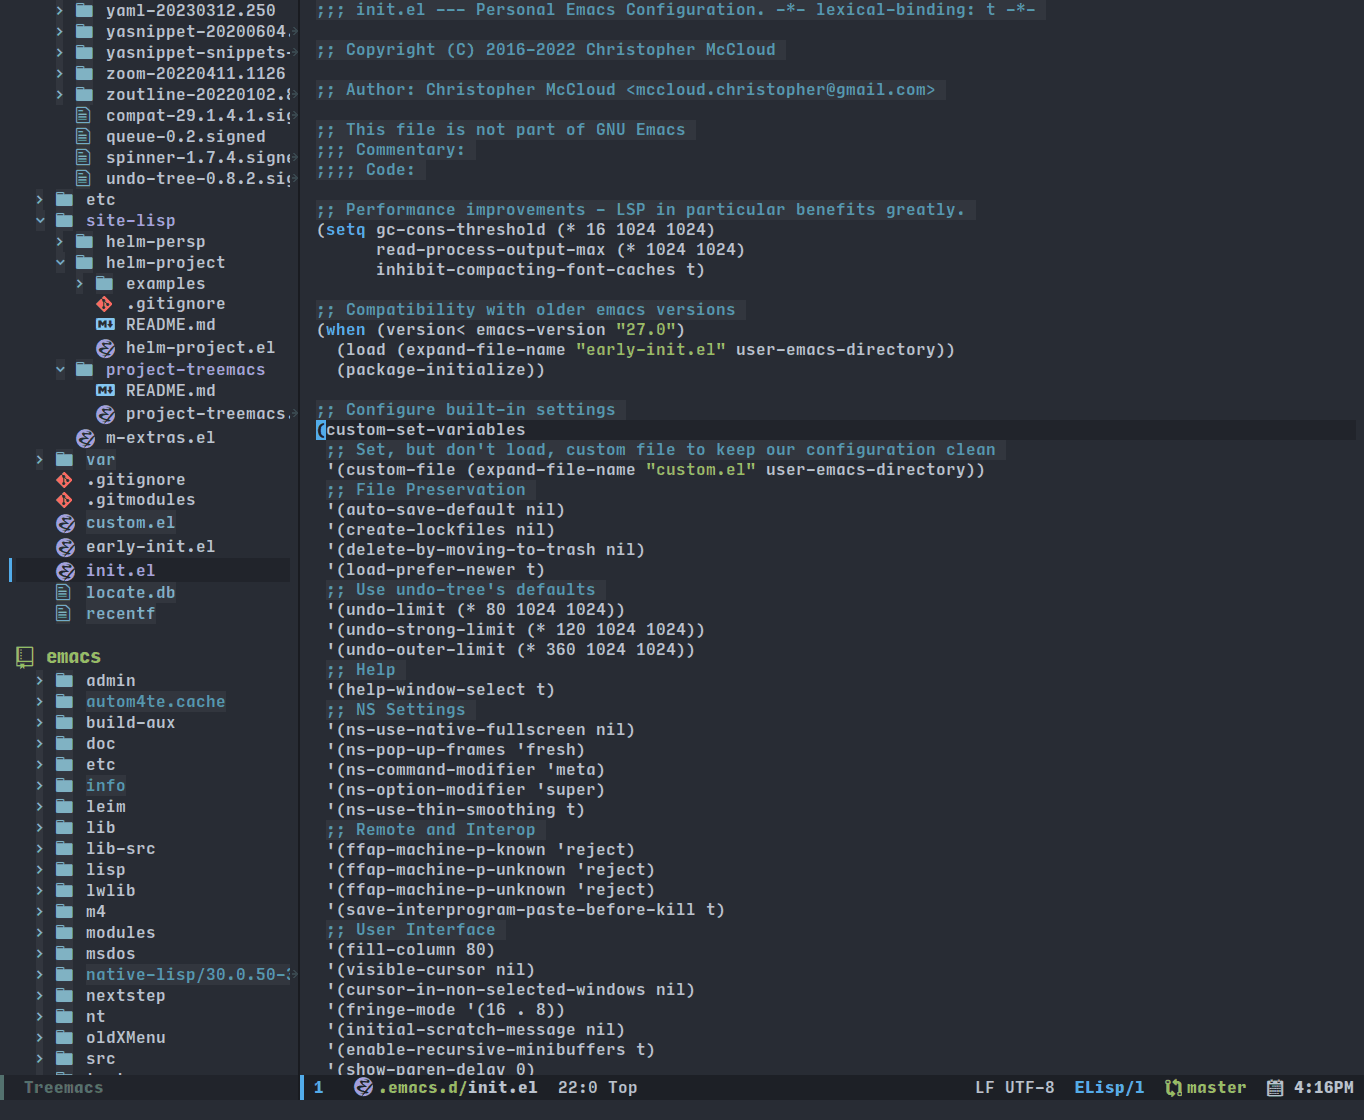 yaml-20230312.250
yasnippet-20200604.
yasnippet-snippets-
zoom-20220411.1126
zoutline-20220102.8
compat-29.1.4.1.sig
queue-0.2.signed
spinner-1.7.4.signe
undo-tree-0.8.2.sig
etc
site-lisp
helm-persp
helm-project
examples
.gitignore
README.md
helm-project.el
project-treemacs
README.md
project-treemacs.
m-extras.el
var
.gitignore
.gitmodules
custom.el
early-init.el
init.el
locate.db
recentf
emacs
admin
autom4te.cache
build-aux
doc
etc
info
leim
lib
lib-src
lisp
lwlib
m4
modules
msdos
native-lisp/30.0.50-3
nextstep
nt
oldXMenu
src
Treemacs
;;; init.el --- Personal Emacs Configuration. -*- lexical-binding: t -*-
;; Copyright (C) 2016-2022 Christopher McCloud
;; Author: Christopher McCloud <mccloud.christopher@gmail.com>
;; This file is not part of GNU Emacs
;;; Commentary:
;;;; Code:
;; Performance improvements - LSP in particular benefits greatly.
(setq gc-cons-threshold (* 16 1024 1024)
      read-process-output-max (* 1024 1024)
      inhibit-compacting-font-caches t)
;; Compatibility with older emacs versions
(when (version< emacs-version "27.0")
  (load (expand-file-name "early-init.el" user-emacs-directory))
  (package-initialize))
;; Configure built-in settings
(custom-set-variables
 ;; Set, but don't load, custom file to keep our configuration clean
 '(custom-file (expand-file-name "custom.el" user-emacs-directory))
 ;; File Preservation
 '(auto-save-default nil)
 '(create-lockfiles nil)
 '(delete-by-moving-to-trash nil)
 '(load-prefer-newer t)
 ;; Use undo-tree's defaults
 '(undo-limit (* 80 1024 1024))
 '(undo-strong-limit (* 120 1024 1024))
 '(undo-outer-limit (* 360 1024 1024))
 ;; Help
 '(help-window-select t)
 ;; NS Settings
 '(ns-use-native-fullscreen nil)
 '(ns-pop-up-frames 'fresh)
 '(ns-command-modifier 'meta)
 '(ns-option-modifier 'super)
 '(ns-use-thin-smoothing t)
 ;; Remote and Interop
 '(ffap-machine-p-known 'reject)
 '(ffap-machine-p-unknown 'reject)
 '(ffap-machine-p-unknown 'reject)
 '(save-interprogram-paste-before-kill t)
 ;; User Interface
 '(fill-column 80)
 '(visible-cursor nil)
 '(cursor-in-non-selected-windows nil)
 '(fringe-mode '(16 . 8))
 '(initial-scratch-message nil)
 '(enable-recursive-minibuffers t)
 '(show-paren-delay 0)
1 .emacs.d/init.el 22:0 Top LF UTF-8 ELisp/l master 4:16PM